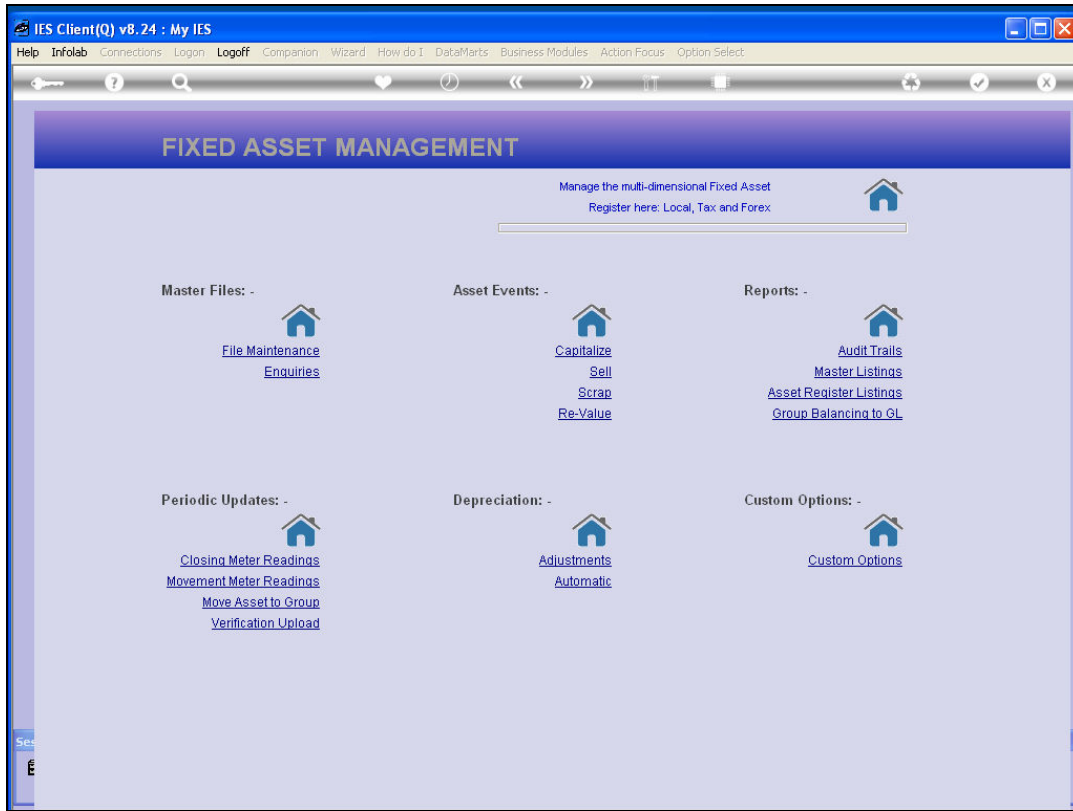 IES Client(Q) v8.24 : My IES
Help Infolab Connections Logon Logoff Companion Wizard How do I DataMarts Business Modules Action Focus Option Select
FIXED ASSET MANAGEMENT
Manage the multi-dimensional Fixed Asset
Register here: Local, Tax and Forex
Master Files: -
File Maintenance
Enquiries
Asset Events: -
Capitalize
Sell
Scrap
Re-Value
Reports: -
Audit Trails
Master Listings
Asset Register Listings
Group Balancing to GL
Periodic Updates: -
Closing Meter Readings
Movement Meter Readings
Move Asset to Group
Verification Upload
Depreciation: -
Adjustments
Automatic
Custom Options: -
Custom Options
Ses